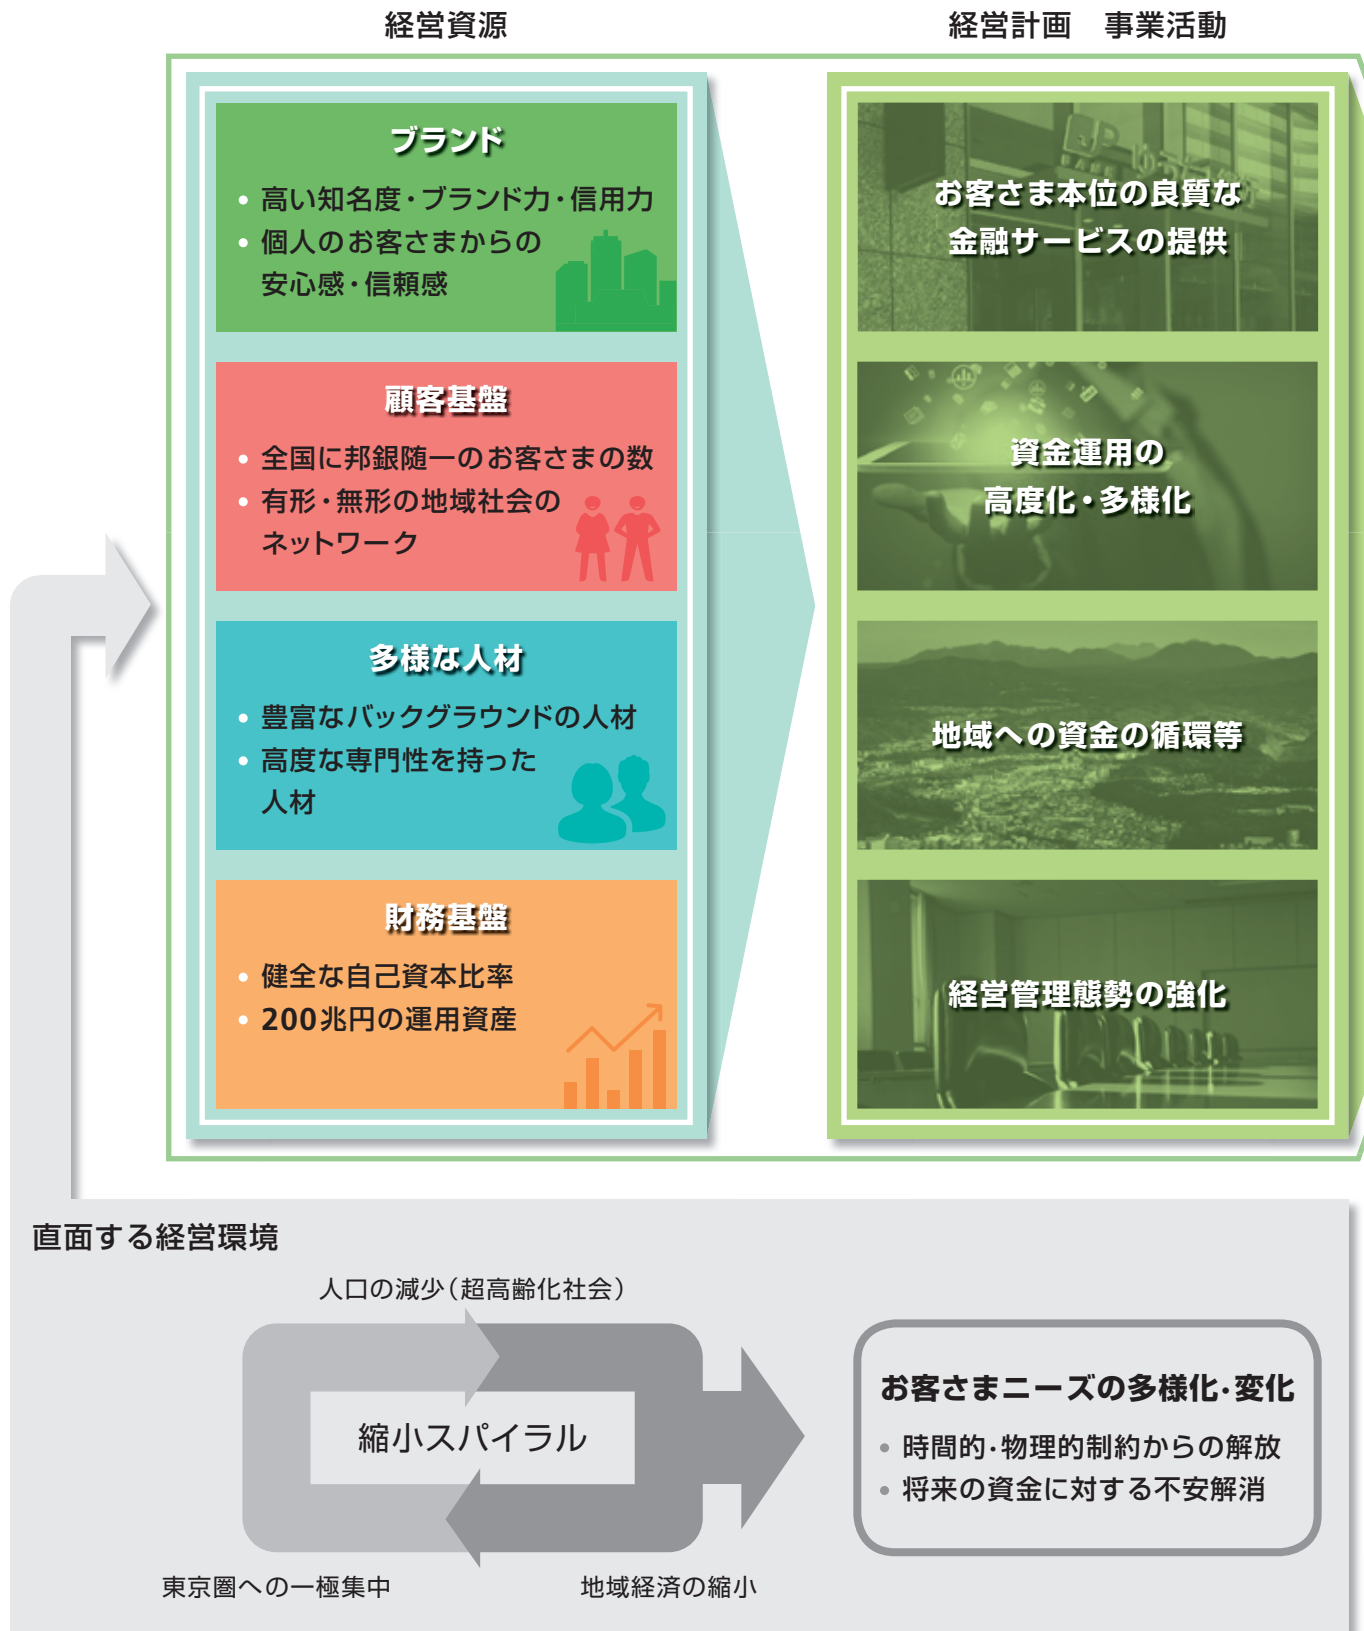 経営資源
経営計画　事業活動
ブランド
• 高い知名度・ブランド力・信用力
• 個人のお客さまからの
安心感・信頼感
顧客基盤
• 全国に邦銀随一のお客さまの数
• 有形・無形の地域社会の
ネットワーク
多様な人材
• 豊富なバックグラウンドの人材
• 高度な専門性を持った
人材
財務基盤
• 健全な自己資本比率
• 200兆円の運用資産
お客さま本位の良質な
金融サービスの提供
資金運用の
高度化・多様化
地域への資金の循環等
経営管理態勢の強化
直面する経営環境
人口の減少（超高齢化社会）
縮小スパイラル
東京圏への一極集中
地域経済の縮小
お客さまニーズの多様化・変化
• 時間的・物理的制約からの解放
• 将来の資金に対する不安解消